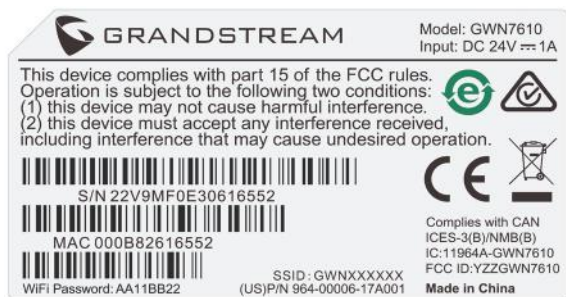 GRANDSTREAM
Model: GWN7610
Input: DC 24V ⎓ 1A
This device complies with part 15 of the FCC rules.
Operation is subject to the following two conditions:
(1) this device may not cause harmful interference.
(2) this device must accept any interference received,
including interference that may cause undesired operation.
e
CE
S/N 22V9MF0E30616552
MAC 000B82616552
WiFi Password: AA11BB22
SSID : GWNXXXXXX
(US)P/N 964-00006-17A001
Complies with CAN
ICES-3(B)/NMB(B)
IC:11964A-GWN7610
FCC ID:YZZGWN7610
Made in China